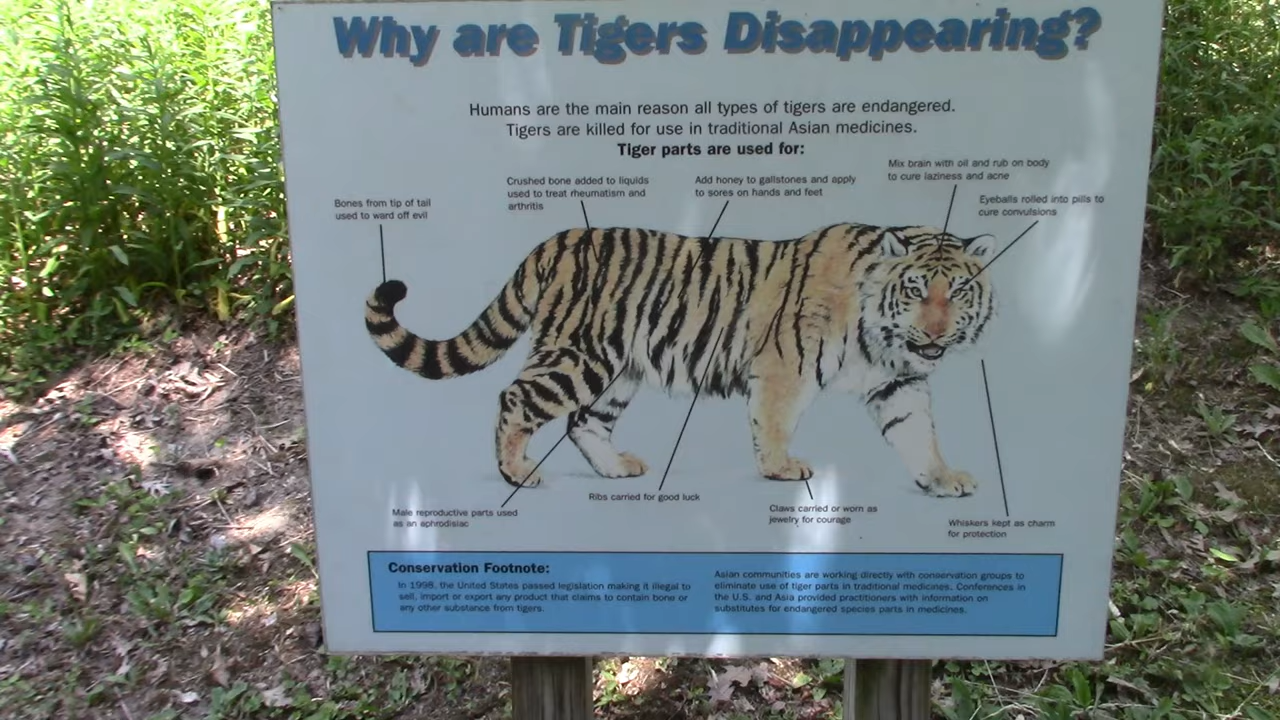 Why are Tigers Disappearing?
Humans are the main reason all types of tigers are endangered.
Tigers are killed for use in traditional Asian medicines.
Tiger parts are used for:
Bones from tip of tail
used to ward off evil
Crushed bone added to liquids
used to treat rheumatism and
arthritis
Add honey to gallstones and apply
to sores on hands and feet
Mix brain with oil and rub on body
to cure laziness and acne
Eyeballs rolled into pills to
cure convulsions
Male reproductive parts used
as an aphrodisiac
Ribs carried for good luck
Claws carried or worn as
jewelry for courage
Whiskers kept as charm
for protection
Conservation Footnote:
In 1998, the United States passed legislation making it illegal to
sell, import or export any product that claims to contain bone or
any other substance from tigers.
Asian communities are working directly with conservation groups to
eliminate use of tiger parts in traditional medicines. Conferences in
the U.S. and Asia provided practitioners with information on
substitutes for endangered species parts in medicines.